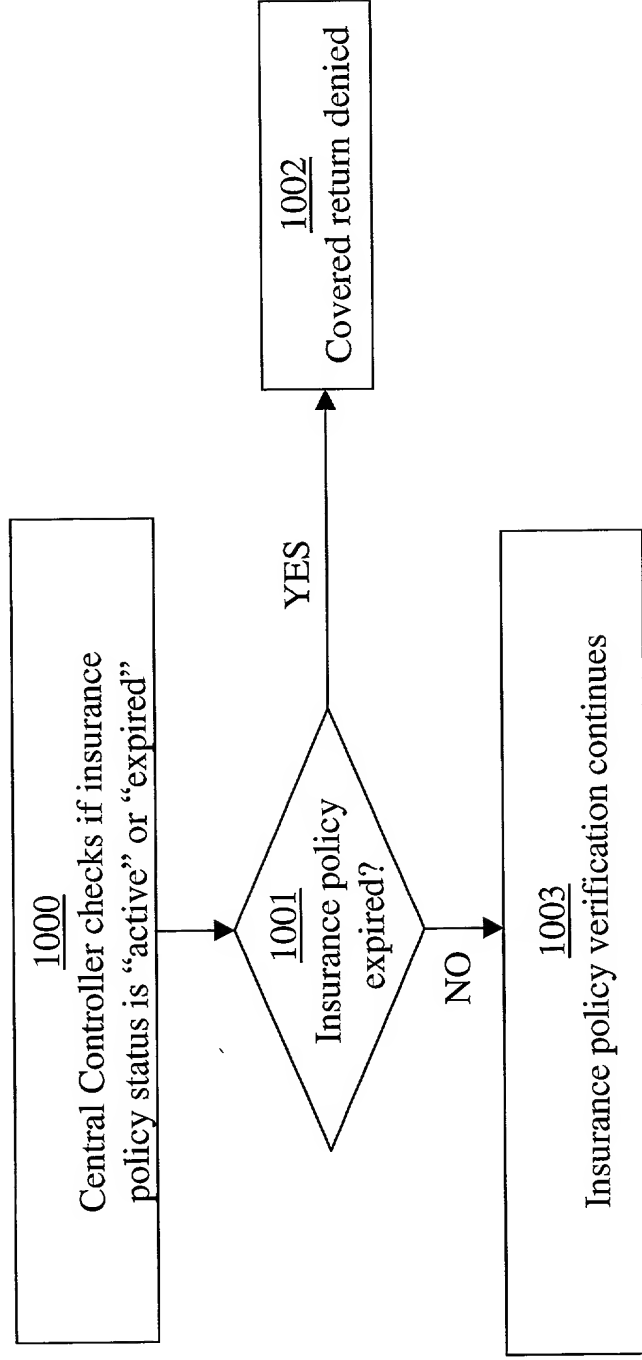 1000
Central Controller checks if insurance
policy status is “active” or “expired”
1001
Insurance policy
expired?
YES
1002
Covered return denied
NO
1003
Insurance policy verification continues